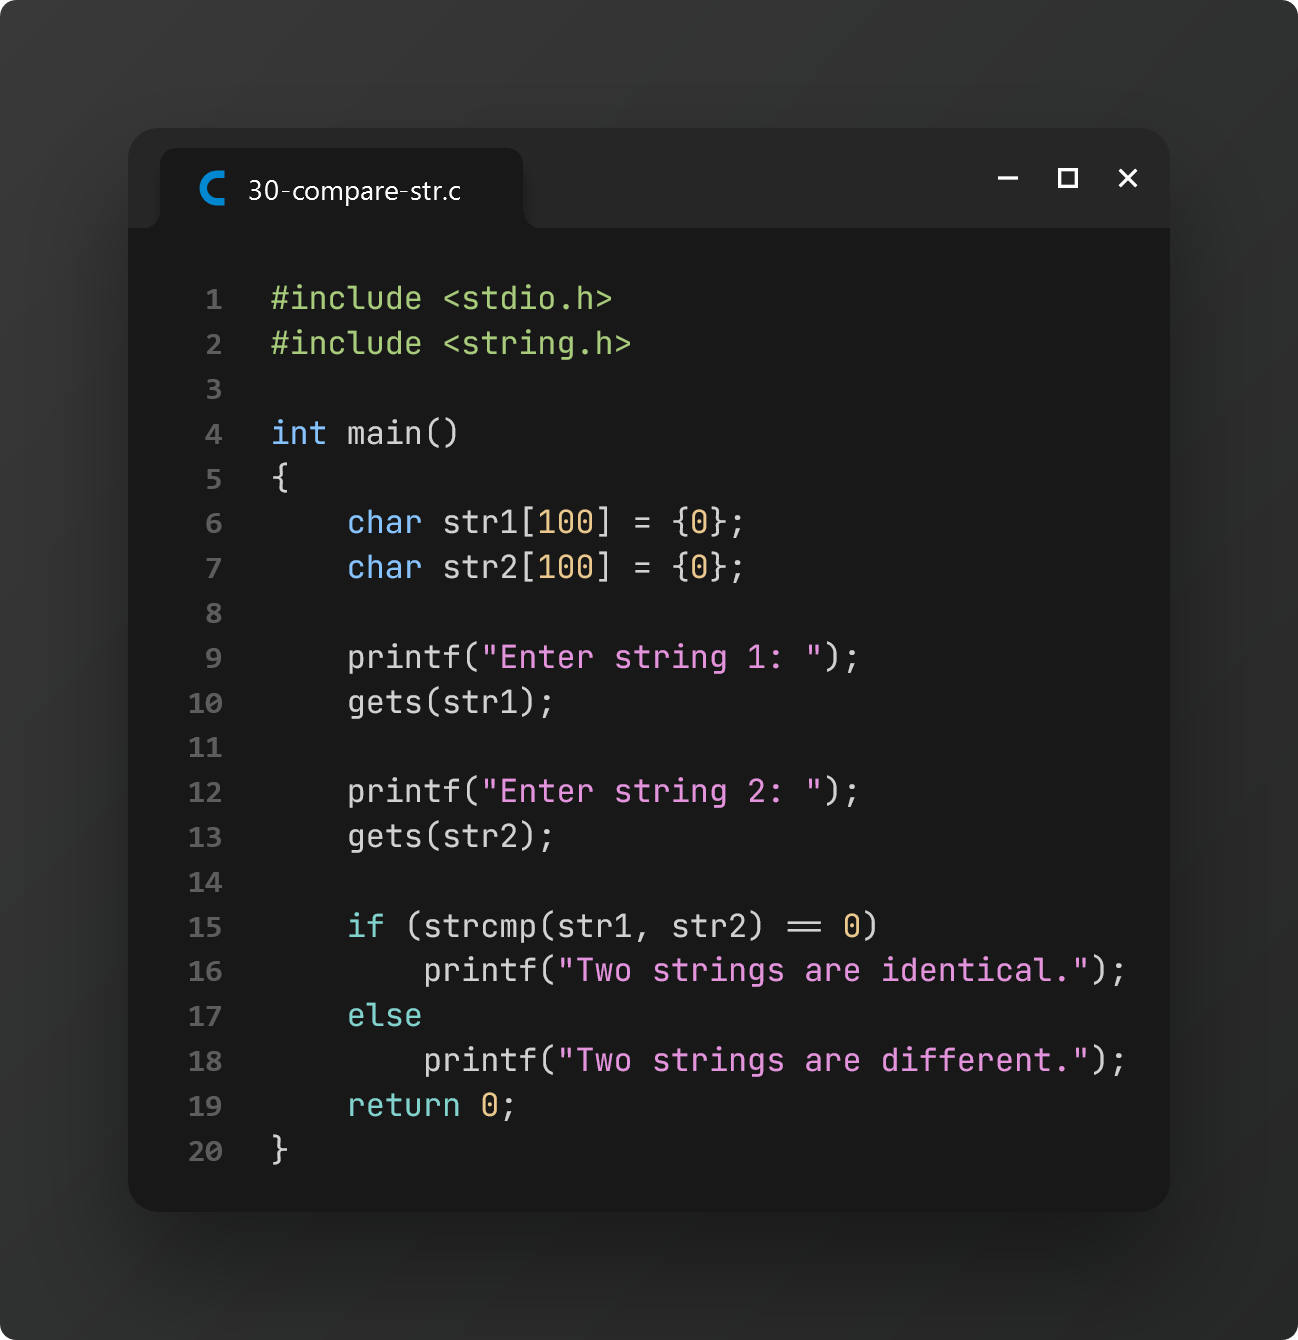 30-compare-str.c
1 #include <stdio.h>
2 #include <string.h>
3
4 int main()
5 {
6     char str1[100] = {0};
7     char str2[100] = {0};
8
9     printf("Enter string 1: ");
10     gets(str1);
11
12     printf("Enter string 2: ");
13     gets(str2);
14
15     if (strcmp(str1, str2) == 0)
16         printf("Two strings are identical.");
17     else
18         printf("Two strings are different.");
19     return 0;
20 }